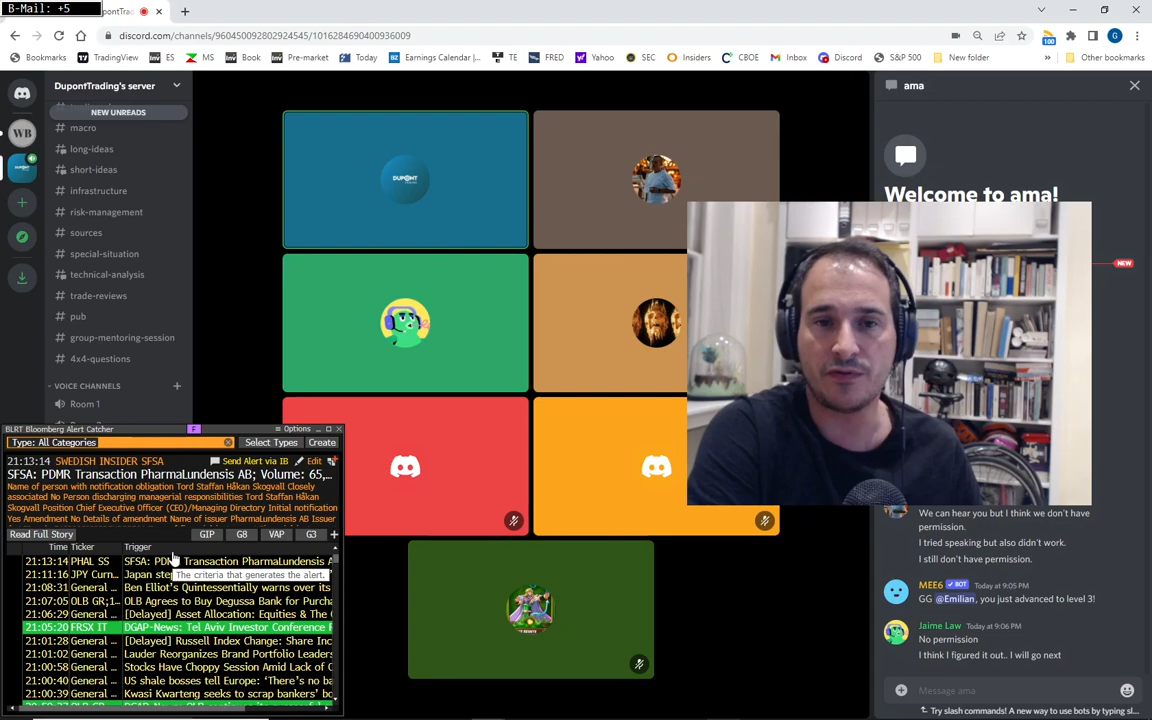 B-Mail: +5
DupontTrading
discord.com/channels/960450092802924545/1016284690400936009
Bookmarks
TradingView
ES
MS
Book
Pre-market
Today
Earnings Calendar |...
TE
FRED
Yahoo
SEC
Insiders
CBOE
Inbox
Discord
S&P 500
New folder
»
Other bookmarks
100
G
DupontTrading's server
NEW UNREADS
# macro
long-ideas
short-ideas
# infrastructure
# risk-management
# sources
# special-situation
technical-analysis
# trade-reviews
# pub
# group-mentoring-session
# 4x4-questions
VOICE CHANNELS
Room 1
WB
DUPONT
ama
Welcome to ama!
NEW
We can hear you but I think we don't have
permission.
I tried speaking but also didn't work.
I still don't have permission.
MEE6 BOT Today at 9:05 PM
GG @Emilian, you just advanced to level 3!
Jaime Law Today at 9:06 PM
No permission
I think I figured it out.. I will go next
Message ama
Try slash commands! A new way to use bots by typing sl...
BLRT Bloomberg Alert Catcher
F
Options
Type: All Categories
Select Types
Create
21:13:14 SWEDISH INSIDER SFSA
Send Alert via IB
Edit
SFSA: PDMR Transaction PharmaLundensis AB; Volume: 65,...
Name of person with notification obligation Tord Staffan Håkan Skogvall Closely
associated No Person discharging managerial responsibilities Tord Staffan Håkan
Skogvall Position Chief Executive Officer (CEO)/Managing Directory Initial notification
Yes Amendment No Details of amendment Name of issuer PharmaLundensis AB Issuer
Read Full Story
GIP
G8
VAP
G3
+
Time Ticker Trigger
21:13:14 PHAL SS SFSA: PDM Transaction PharmaLundensis A
The criteria that generates the alert.
21:11:16 JPY Curn... Japan ste
21:08:31 General ... Ben Elliot's Quintessentially warns over its
21:07:05 OLB GR;1... OLB Agrees to Buy Degussa Bank for Purcha
21:06:29 General ... [Delayed] Asset Allocation: Equities & The
21:05:20 FRSX IT DGAP-News: Tel Aviv Investor Conference F
21:01:28 General ... [Delayed] Russell Index Change: Share Inc
21:01:02 General ... Lauder Reorganizes Brand Portfolio Leaders
21:00:58 General ... Stocks Have Choppy Session Amid Lack of
21:00:40 General ... US shale bosses tell Europe: 'There's no ba
21:00:39 General ... Kwasi Kwarteng seeks to scrap bankers' bo